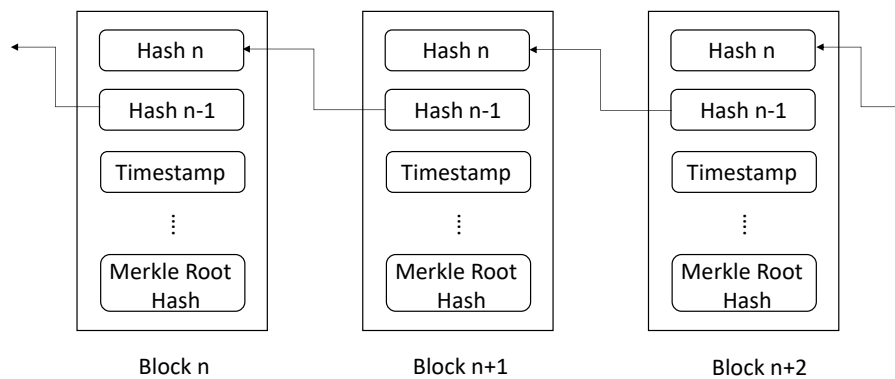 Hash n
Hash n-1
Timestamp
Merkle Root
Hash
Block n
Hash n
Hash n-1
Timestamp
Merkle Root
Hash
Block n+1
Hash n
Hash n-1
Timestamp
Merkle Root
Hash
Block n+2